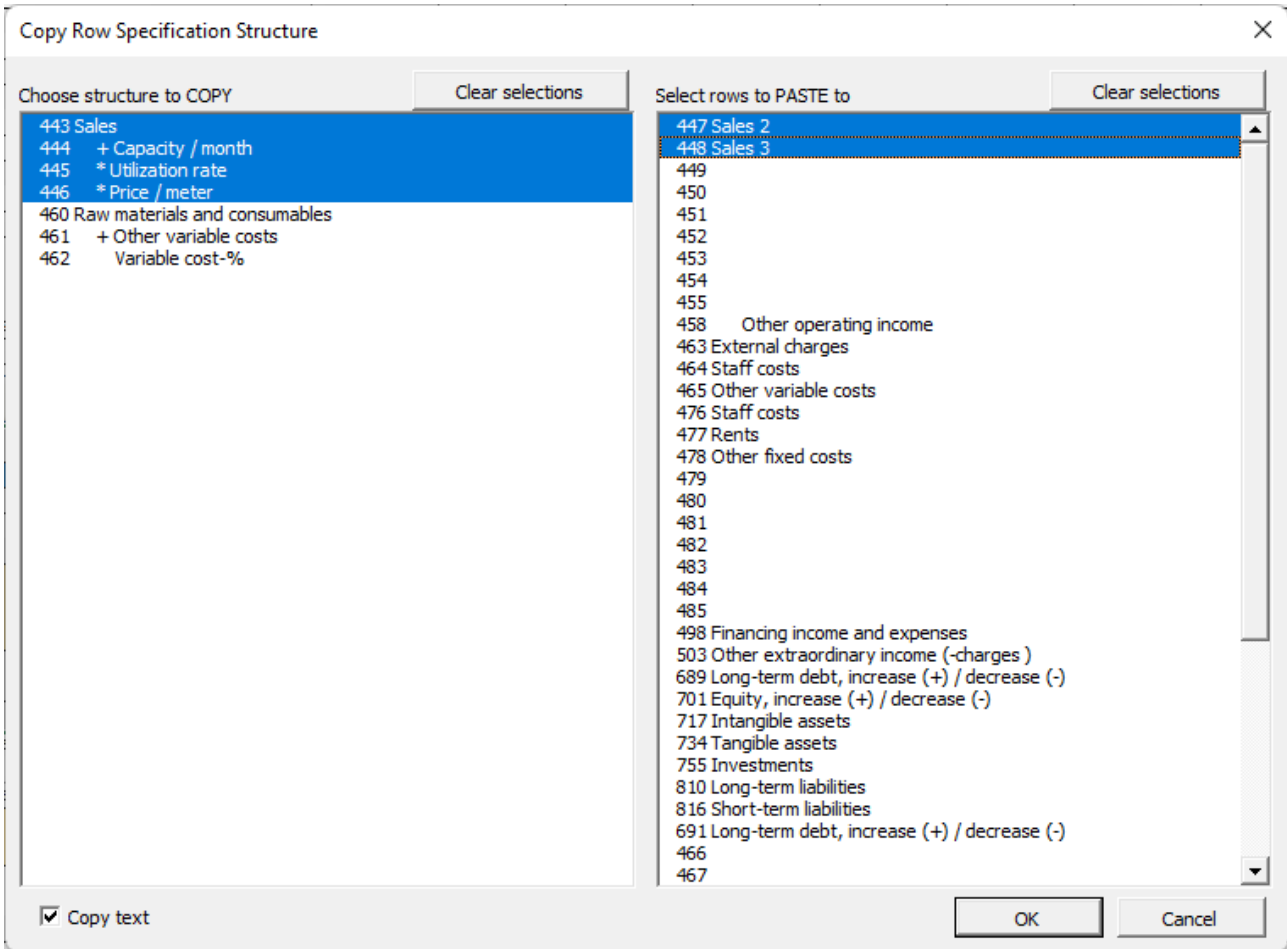 Copy Row Specification Structure
Choose structure to COPY
Clear selections
443 Sales
444 + Capacity / month
445 * Utilization rate
446 * Price / meter
460 Raw materials and consumables
461 + Other variable costs
462 Variable cost-%
Select rows to PASTE to
Clear selections
447 Sales 2
448 Sales 3
449
450
451
452
453
454
455
458 Other operating income
463 External charges
464 Staff costs
465 Other variable costs
476 Staff costs
477 Rents
478 Other fixed costs
479
480
481
482
483
484
485
498 Financing income and expenses
503 Other extraordinary income (-charges )
689 Long-term debt, increase (+) / decrease (-)
701 Equity, increase (+) / decrease (-)
717 Intangible assets
734 Tangible assets
755 Investments
810 Long-term liabilities
816 Short-term liabilities
691 Long-term debt, increase (+) / decrease (-)
466
467
Copy text
OK
Cancel